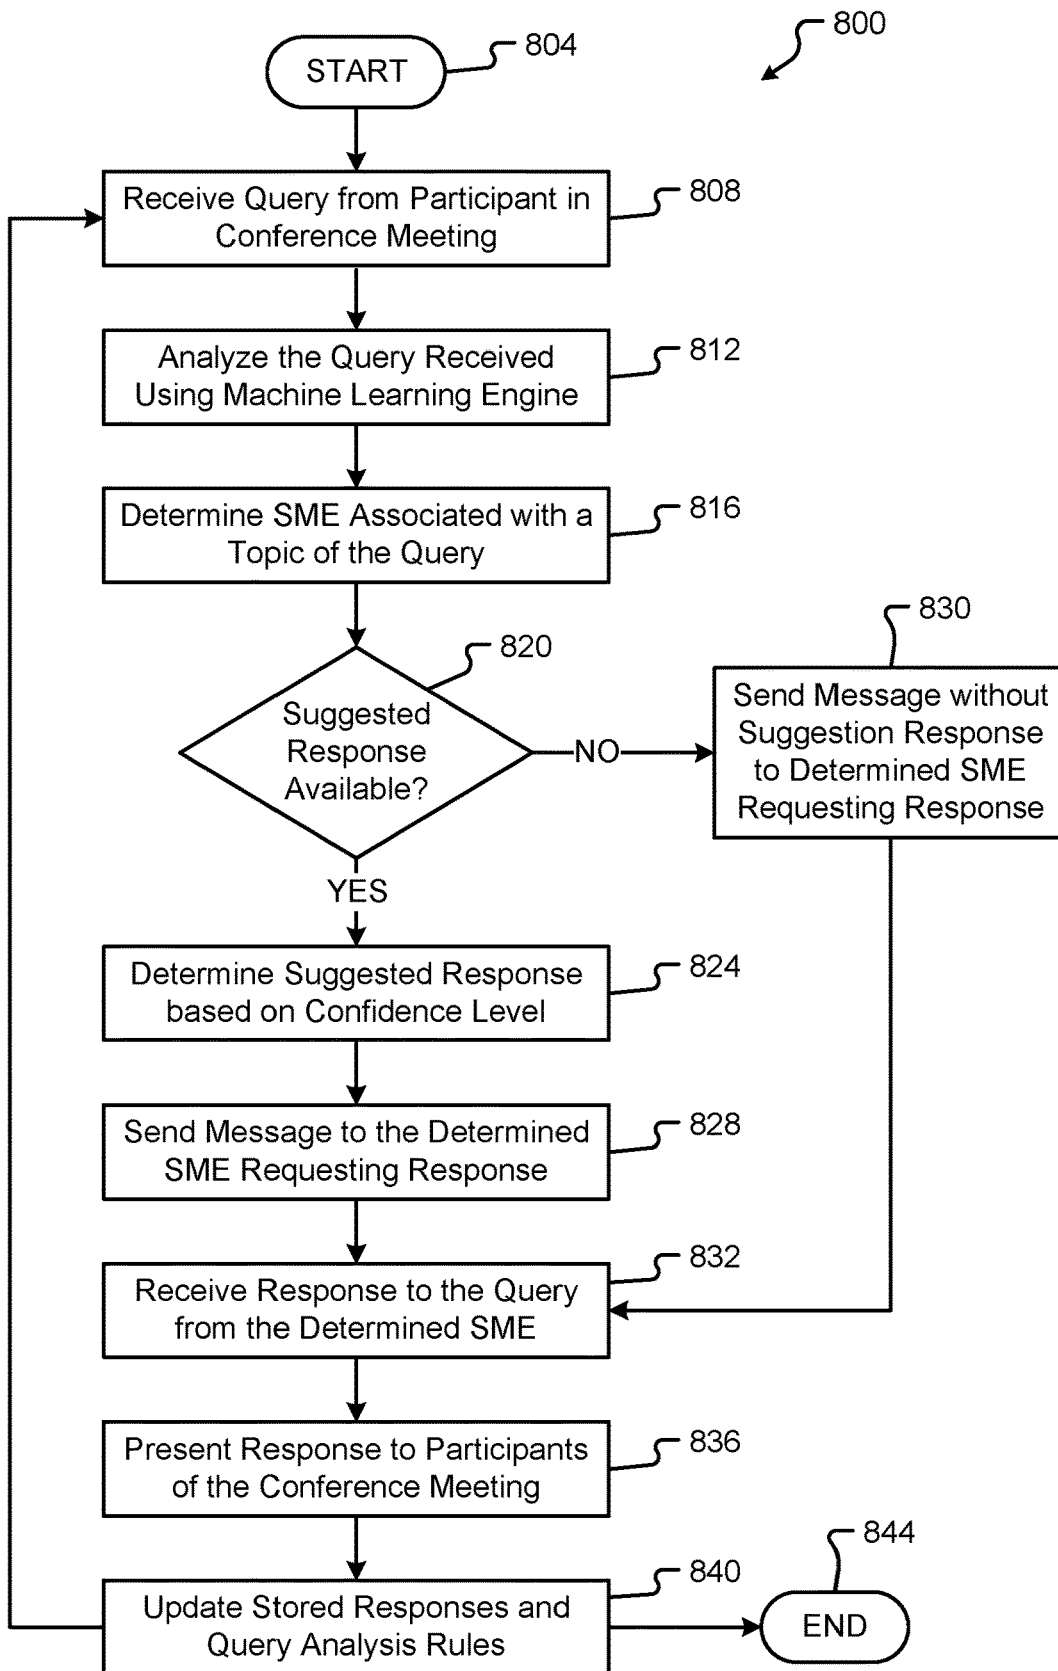 800
START
804
Receive Query from Participant in
Conference Meeting
808
Analyze the Query Received
Using Machine Learning Engine
812
Determine SME Associated with a
Topic of the Query
816
Suggested
Response
Available?
820
NO
830
Send Message without
Suggestion Response
to Determined SME
Requesting Response
YES
Determine Suggested Response
based on Confidence Level
824
Send Message to the Determined
SME Requesting Response
828
Receive Response to the Query
from the Determined SME
832
Present Response to Participants
of the Conference Meeting
836
Update Stored Responses and
Query Analysis Rules
840
END
844